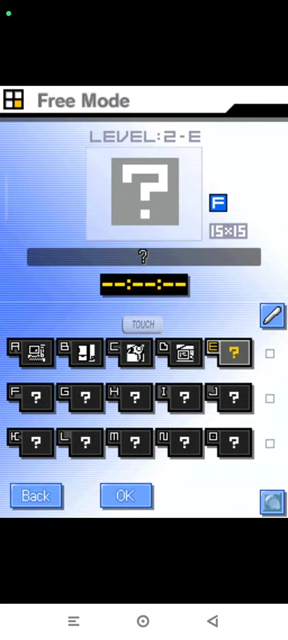 Free Mode
LEVEL:2-E
?
F
15×15
?
--:--:--
TOUCH
A B C D E ?
F ? G ? H ? I ? J ?
K ? L ? M ? N ? O ?
Back OK